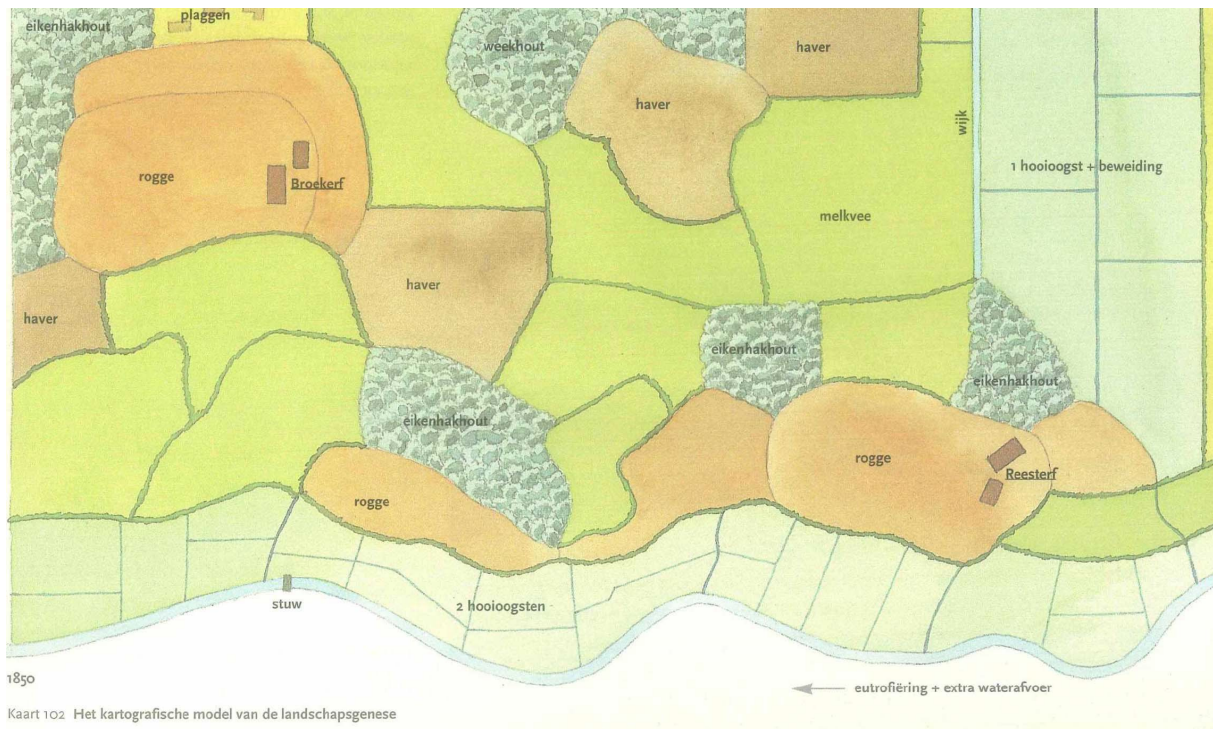 plaggen
eikenhakhout
weekhout
haver
haver
wijk
1 hooioogst + beweiding
rogge
Broekerf
melkvee
haver
haver
eikenhakhout
eikenhakhout
eikenhakhout
rogge
Reesterf
rogge
stuw
2 hooioogsten
1850
eutrofiëring + extra waterafvoer
Kaart 102 Het kartografische model van de landschapsgenese